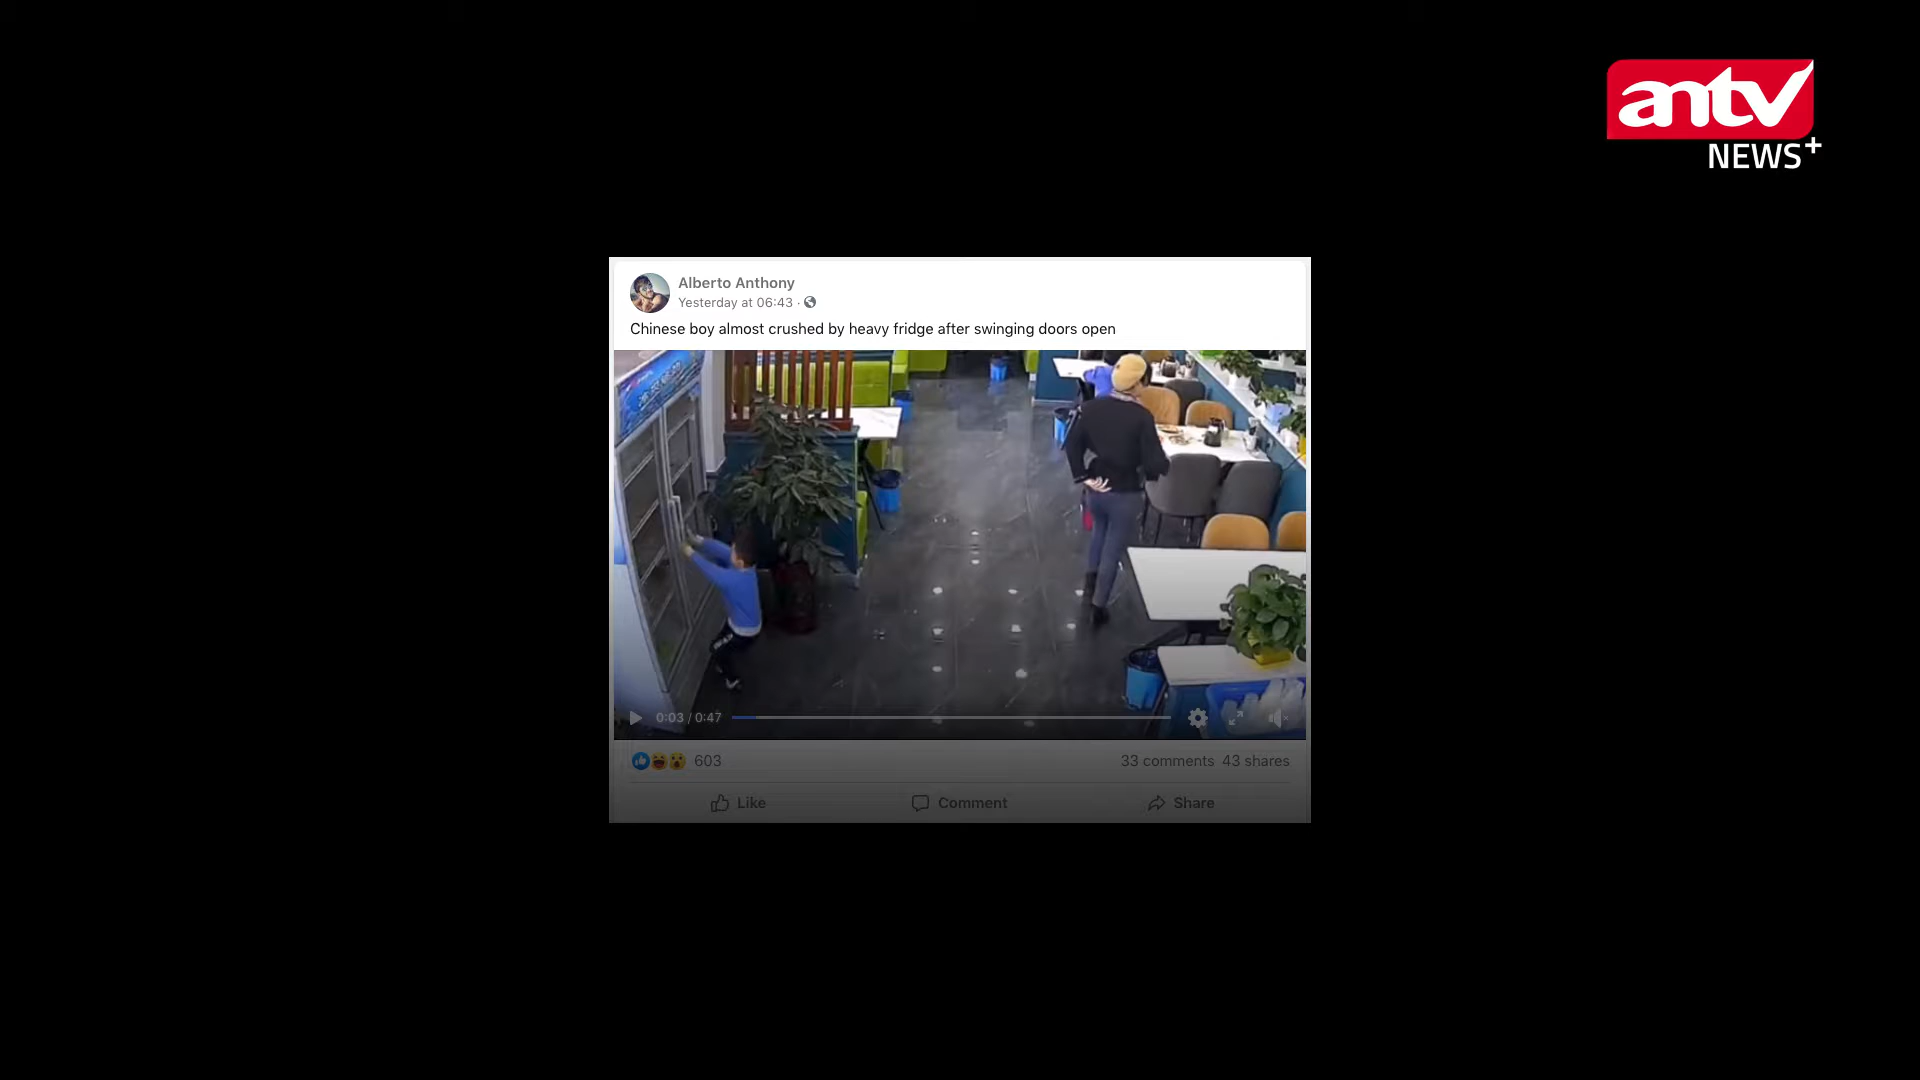 antv
NEWS+
Alberto Anthony
Yesterday at 06:43 ·
Chinese boy almost crushed by heavy fridge after swinging doors open
0:03 / 0:47
603
33 comments 43 shares
Like
Comment
Share